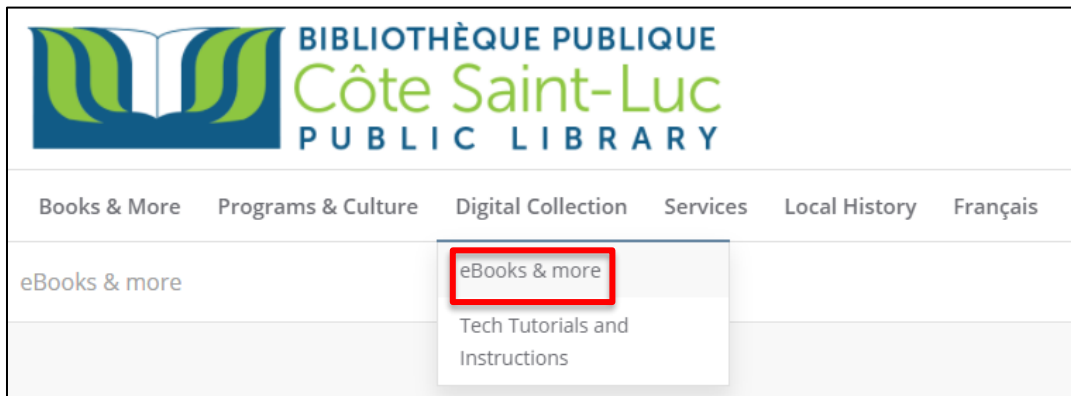 BIBLIOTHÈQUE PUBLIQUE
Côte Saint-Luc
PUBLIC LIBRARY
Books & More Programs & Culture Digital Collection Services Local History Français
eBooks & more
eBooks & more
Tech Tutorials and
Instructions